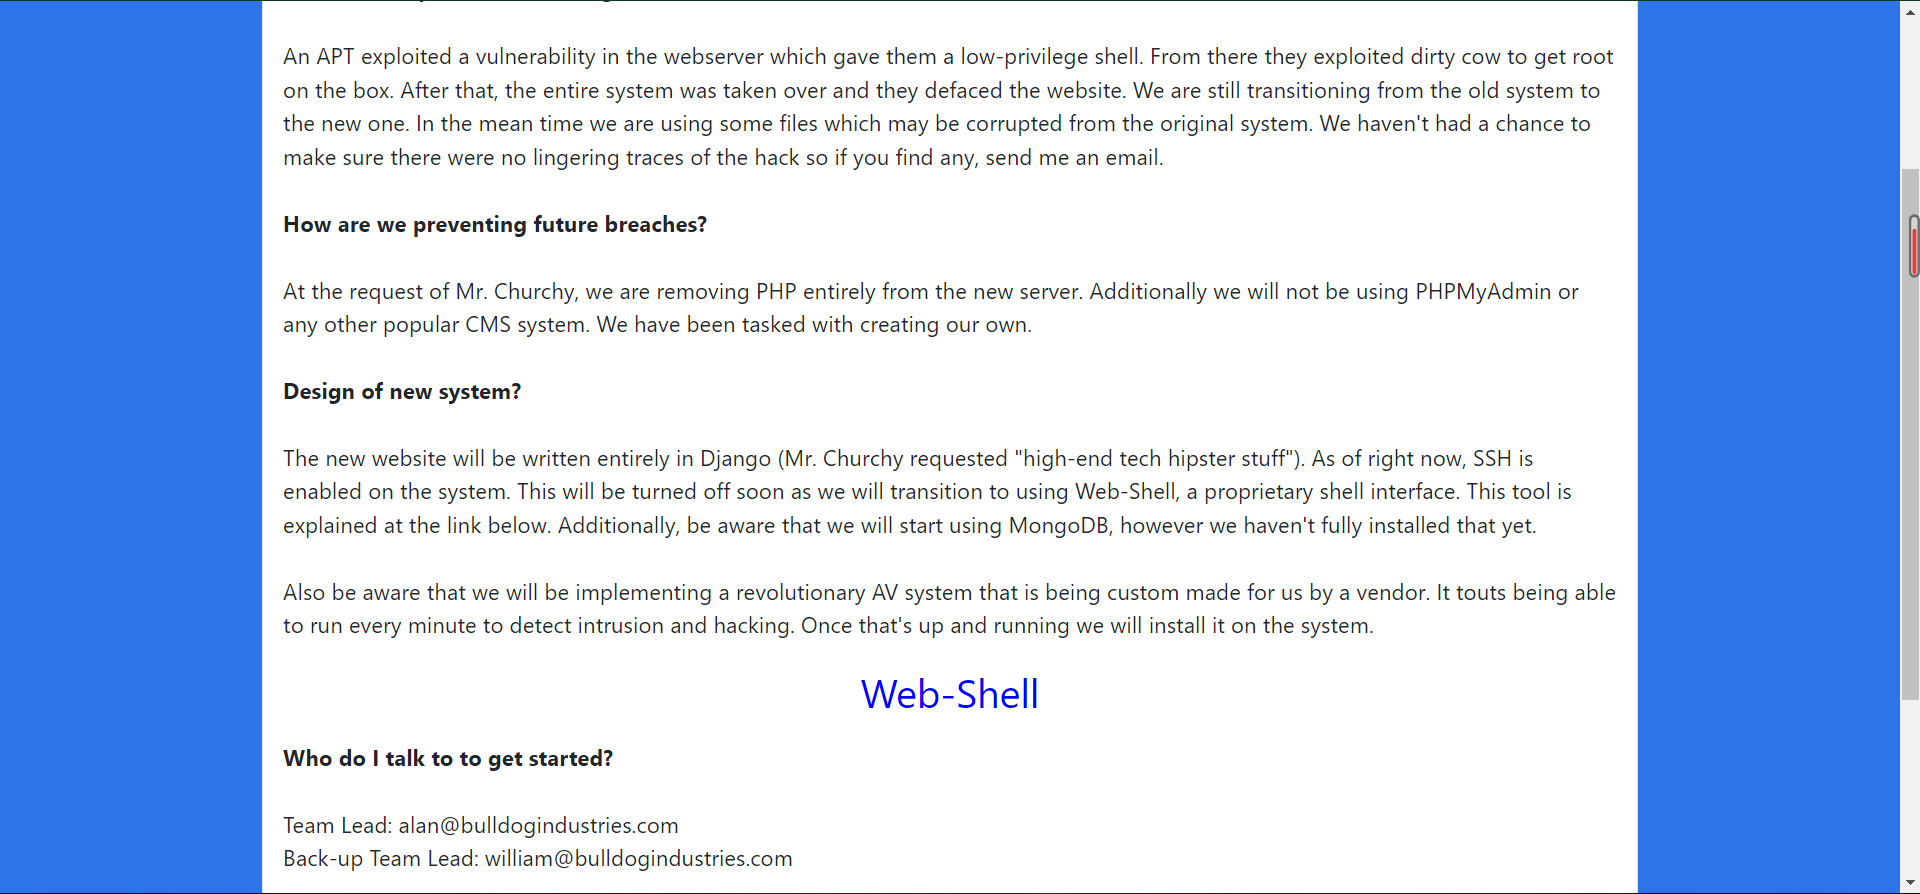 An APT exploited a vulnerability in the webserver which gave them a low-privilege shell. From there they exploited dirty cow to get root
on the box. After that, the entire system was taken over and they defaced the website. We are still transitioning from the old system to
the new one. In the mean time we are using some files which may be corrupted from the original system. We haven't had a chance to
make sure there were no lingering traces of the hack so if you find any, send me an email.
How are we preventing future breaches?
At the request of Mr. Churchy, we are removing PHP entirely from the new server. Additionally we will not be using PHPMyAdmin or
any other popular CMS system. We have been tasked with creating our own.
Design of new system?
The new website will be written entirely in Django (Mr. Churchy requested "high-end tech hipster stuff"). As of right now, SSH is
enabled on the system. This will be turned off soon as we will transition to using Web-Shell, a proprietary shell interface. This tool is
explained at the link below. Additionally, be aware that we will start using MongoDB, however we haven't fully installed that yet.
Also be aware that we will be implementing a revolutionary AV system that is being custom made for us by a vendor. It touts being able
to run every minute to detect intrusion and hacking. Once that's up and running we will install it on the system.
Web-Shell
Who do I talk to to get started?
Team Lead: alan@bulldogindustries.com
Back-up Team Lead: william@bulldogindustries.com